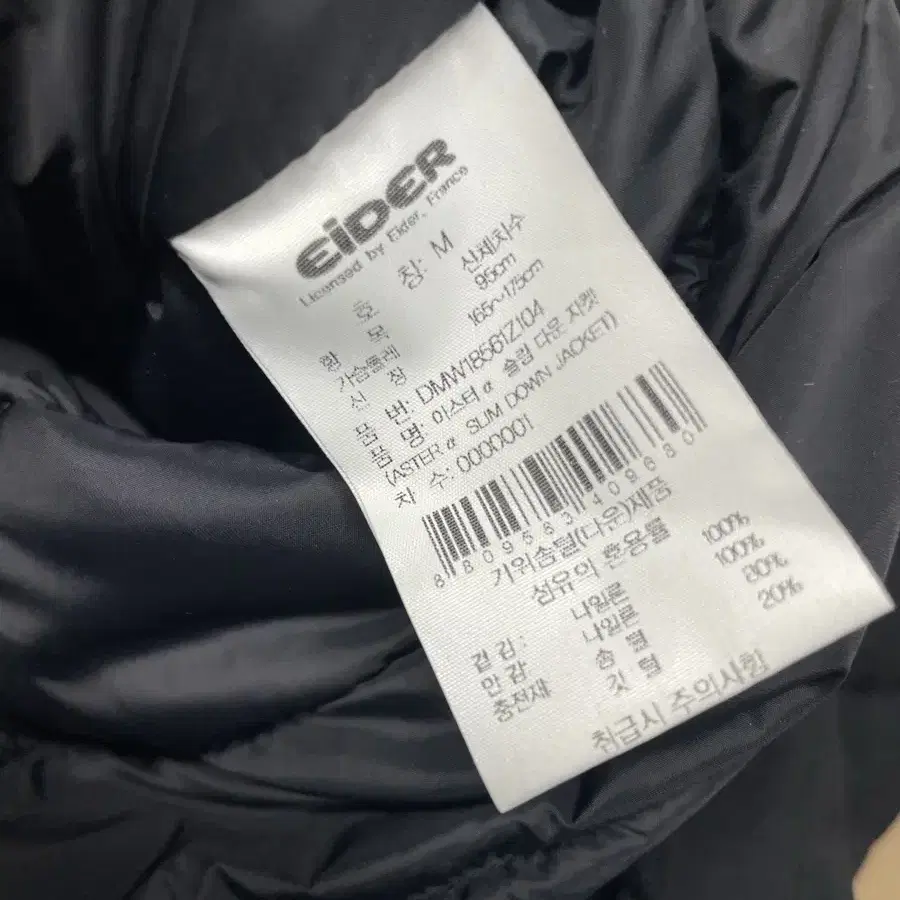 EiDER
Licensed by Eider, France
호 칭: M
항 목 신체치수
가슴둘레 95cm
신 장 165~175cm
품 번: DMW18561Z104
품 명: 아스터α 슬림 다운 자켓
(ASTER α SLIM DOWN JACKET)
차 수: 0000001
8809583409680
거위솜털(다운)제품
섬유의 혼용률
겉 감: 나일론 100%
안 감 나일론 100%
충전재 솜 털 80%
깃 털 20%
취급시 주의사항